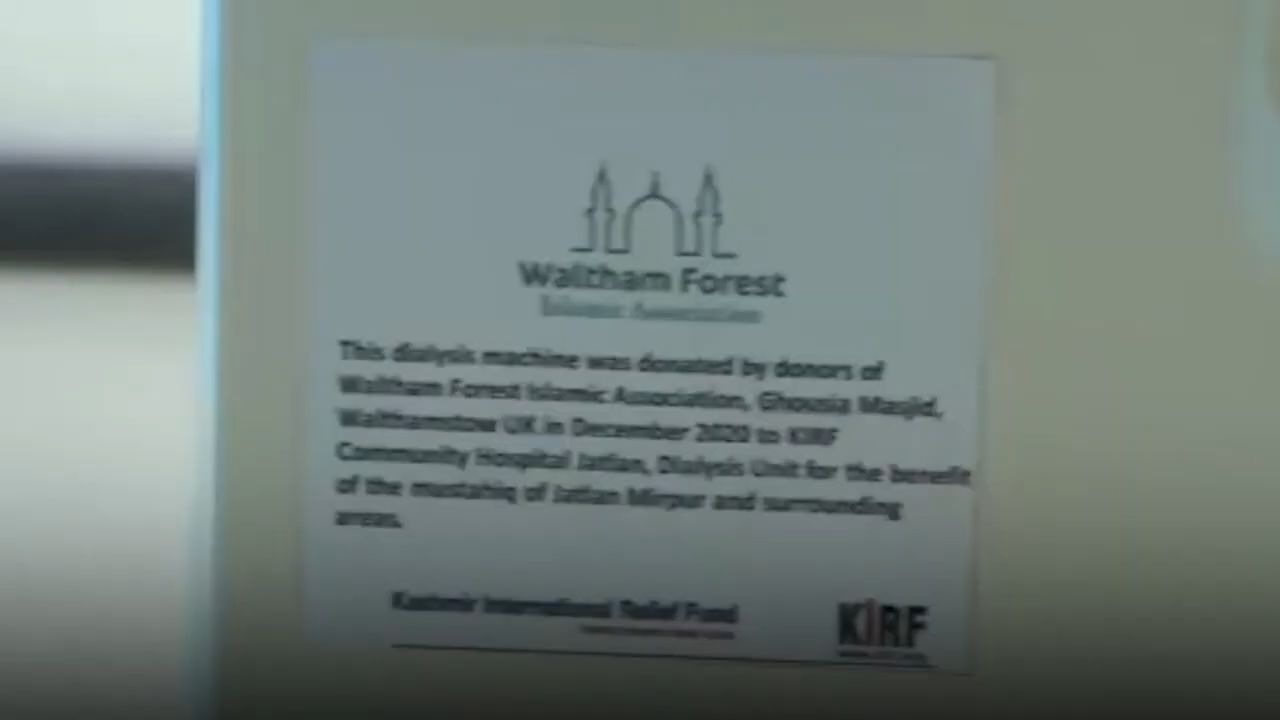 Waltham Forest
Islamic Association
This dialysis machine was donated by donors of
Waltham Forest Islamic Association, Ghousia Masjid,
Walthamstow UK in December 2020 to KIRF
Community Hospital Jatlan, Dialysis Unit for the benefit
of the mustahiq of Jatlan Mirpur and surrounding
areas.
Kashmir International Relief Fund
KIRF